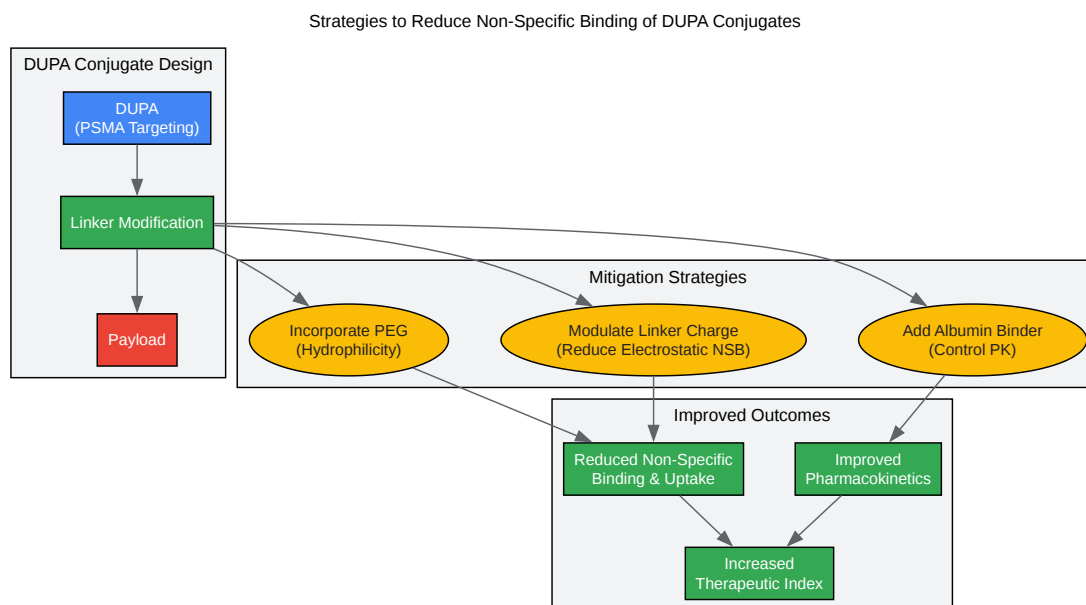 Strategies to Reduce Non-Specific Binding of DUPA Conjugates
DUPA Conjugate Design
DUPA
(PSMA Targeting)
Linker Modification
Payload
Mitigation Strategies
Incorporate PEG
(Hydrophilicity)
Modulate Linker Charge
(Reduce Electrostatic NSB)
Add Albumin Binder
(Control PK)
Improved Outcomes
Reduced Non-Specific
Binding & Uptake
Improved
Pharmacokinetics
Increased
Therapeutic Index